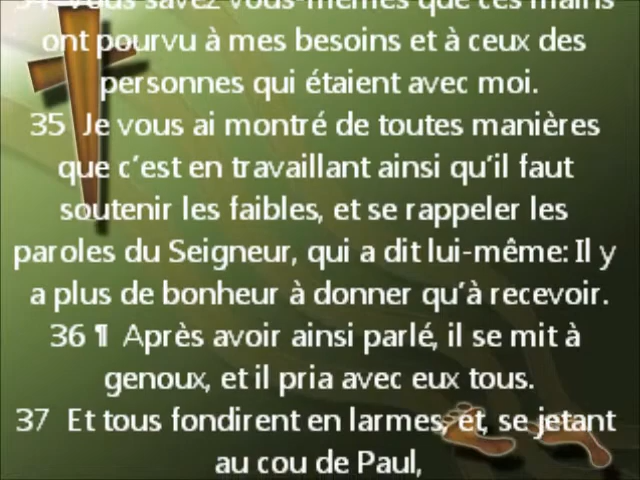 34 Vous savez vous-mêmes que ces mains
ont pourvu à mes besoins et à ceux des
personnes qui étaient avec moi.
35 Je vous ai montré de toutes manières
que c’est en travaillant ainsi qu’il faut
soutenir les faibles, et se rappeler les
paroles du Seigneur, qui a dit lui-même: Il y
a plus de bonheur à donner qu’à recevoir.
36 ¶ Après avoir ainsi parlé, il se mit à
genoux, et il pria avec eux tous.
37 Et tous fondirent en larmes, et, se jetant
au cou de Paul,